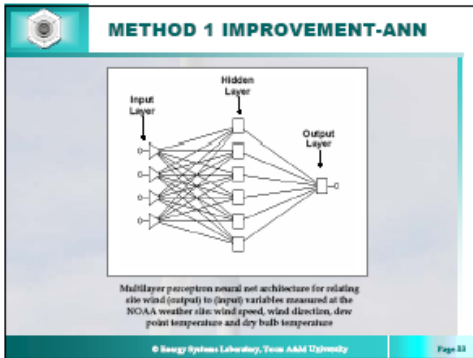 METHOD 1 IMPROVEMENT-ANN
Hidden
Layer
Input
Layer
Output
Layer
Multilayer perceptron neural net architecture for relating
site wind (output) to (input) variables measured at the
NOAA weather site: wind speed, wind direction, dew
point temperature and dry bulb temperature
© Energy Systems Laboratory, Texas A&M University
Page